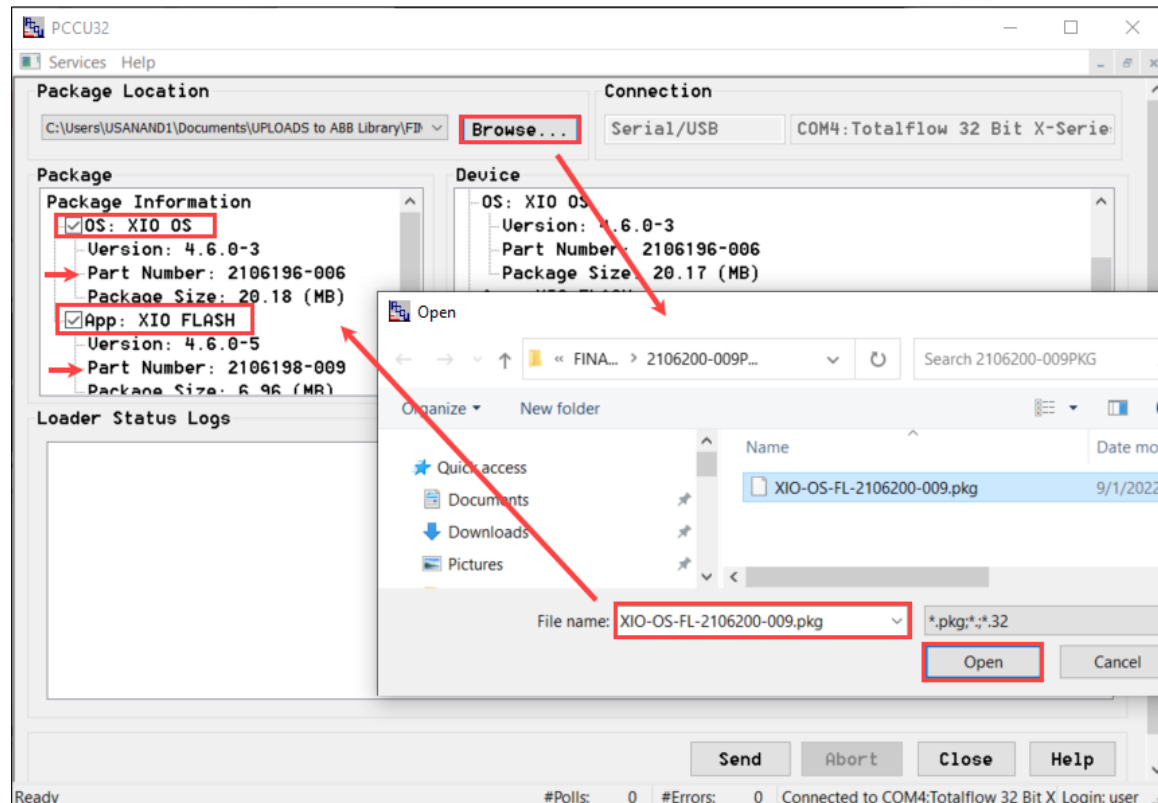 PCCU32
Services Help
Package Location
C:\Users\USANAND1\Documents\UPLOADS to ABB Library\FIN
Browse...
Connection
Serial/USB
COM4:Totalflow 32 Bit X-Serie
Package
Package Information
OS: XIO OS
Version: 4.6.0-3
Part Number: 2106196-006
Package Size: 20.18 (MB)
App: XIO FLASH
Version: 4.6.0-5
Part Number: 2106198-009
Package Size: 6.96 (MB)
Device
OS: XIO OS
Version: 4.6.0-3
Part Number: 2106196-006
Package Size: 20.17 (MB)
Loader Status Logs
Open
« FINA... > 2106200-009P...
Search 2106200-009PKG
Organize
New folder
Quick access
Documents
Downloads
Pictures
Name
Date mo
XIO-OS-FL-2106200-009.pkg
9/1/2022
File name:
XIO-OS-FL-2106200-009.pkg
*.pkg;*.;*.32
Open
Cancel
Send
Abort
Close
Help
Ready
#Polls: 0
#Errors: 0
Connected to COM4:Totalflow 32 Bit X
Login: user